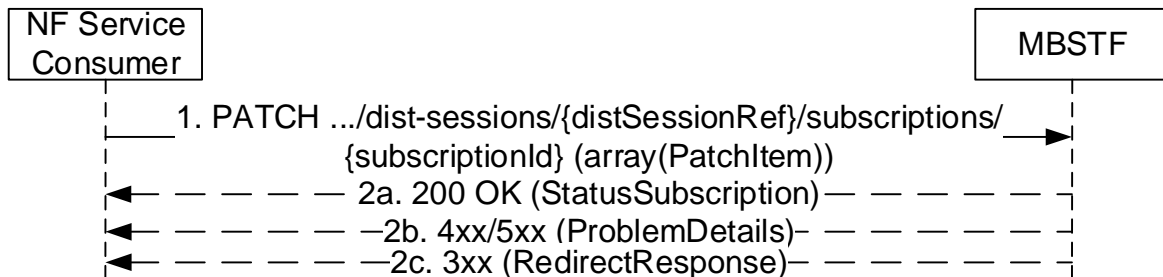 NF Service
Consumer
MBSTF
1. PATCH .../dist-sessions/{distSessionRef}/subscriptions/
{subscriptionId} (array(PatchItem))
2a. 200 OK (StatusSubscription)
2b. 4xx/5xx (ProblemDetails)
2c. 3xx (RedirectResponse)